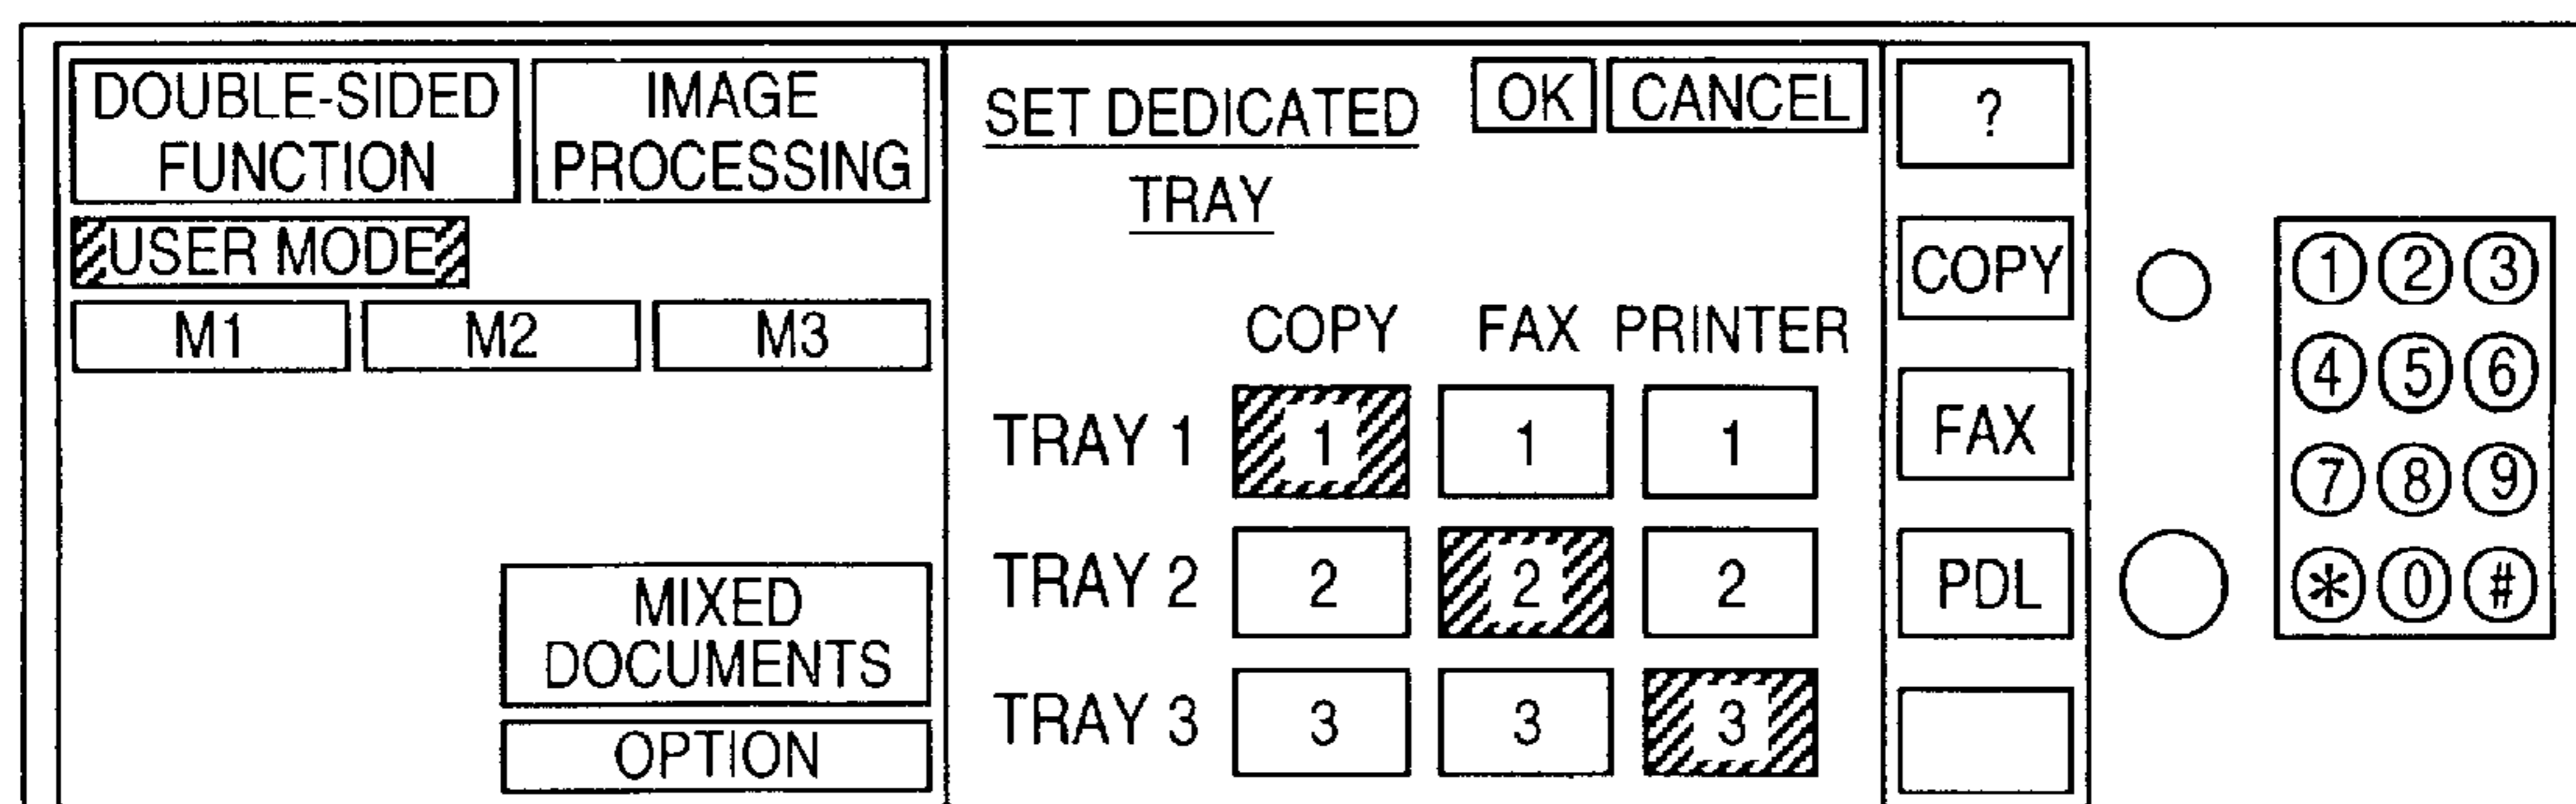 DOUBLE-SIDED
FUNCTION
IMAGE
PROCESSING
USER MODE
M1 M2 M3
MIXED
DOCUMENTS
OPTION
SET DEDICATED
TRAY
OK CANCEL
COPY FAX PRINTER
TRAY 1 1 1 1
TRAY 2 2 2 2
TRAY 3 3 3 3
?
COPY
FAX
PDL
1 2 3
4 5 6
7 8 9
* 0 #